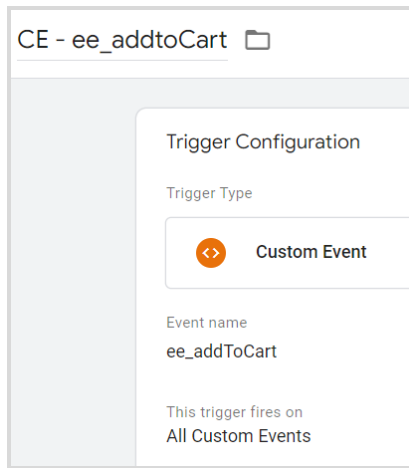 CE - ee_addtoCart
Trigger Configuration
Trigger Type
Custom Event
Event name
ee_addToCart
This trigger fires on
All Custom Events